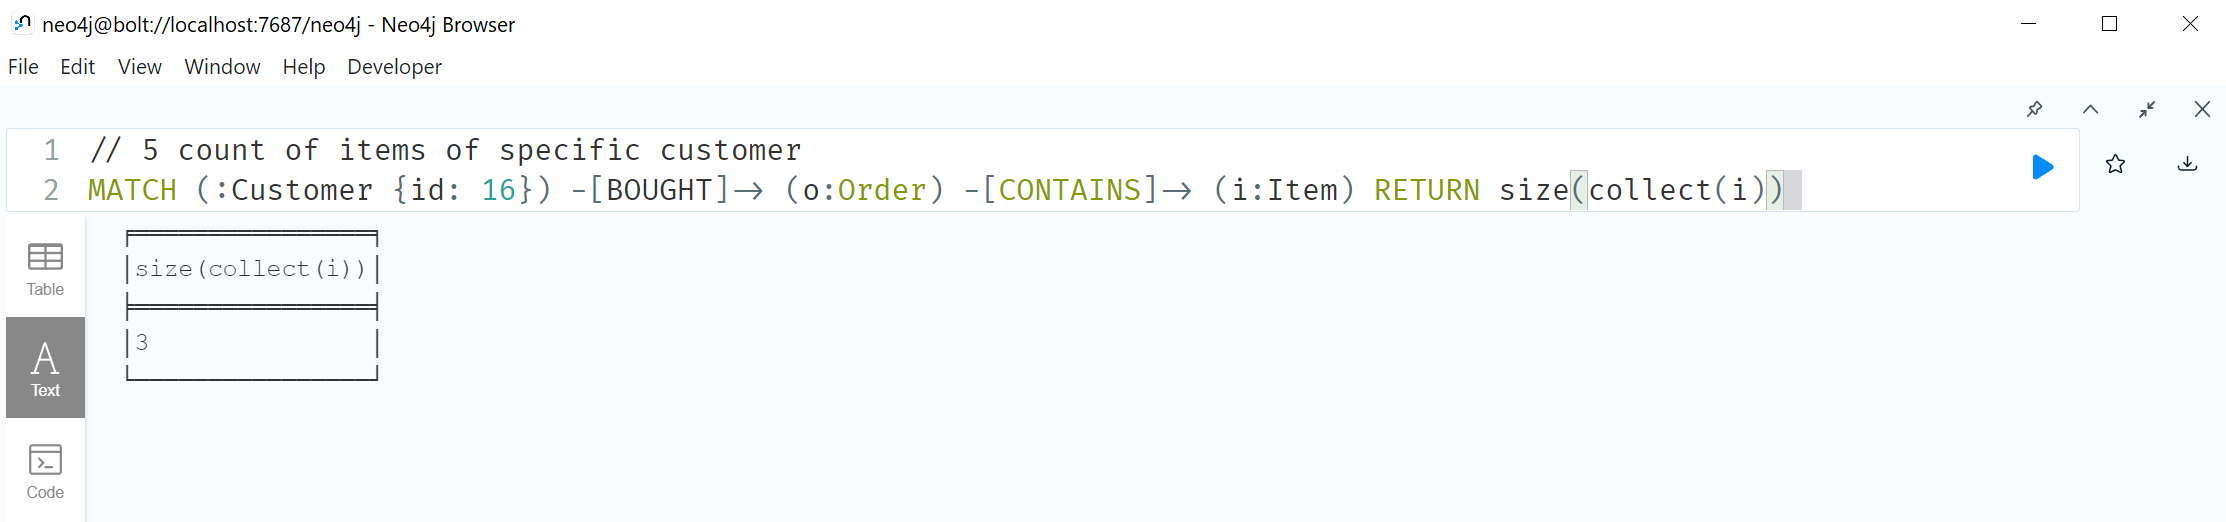 neo4j@bolt://localhost:7687/neo4j - Neo4j Browser
File Edit View Window Help Developer
1 // 5 count of items of specific customer
2 MATCH (:Customer {id: 16}) -[BOUGHT]-> (o:Order) -[CONTAINS]-> (i:Item) RETURN size(collect(i))
Table
size(collect(i))
3
Text
Code